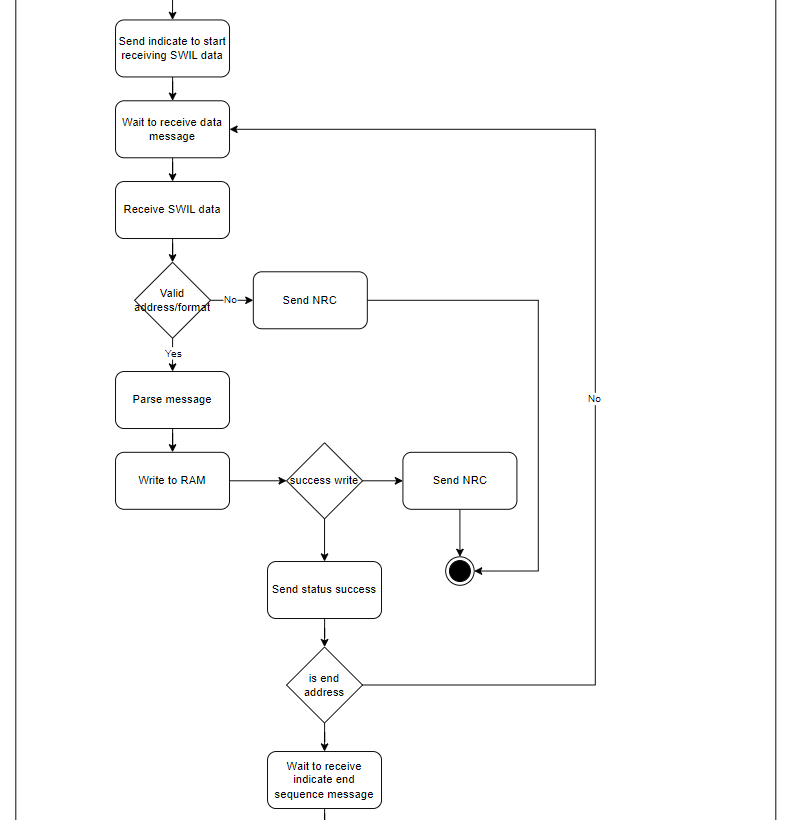 Send indicate to start
receiving SWIL data
Wait to receive data
message
Receive SWIL data
Valid
address/format
No
Send NRC
Yes
Parse message
No
Write to RAM
success write
Send NRC
Send status success
is end
address
Wait to receive
indicate end
sequence message